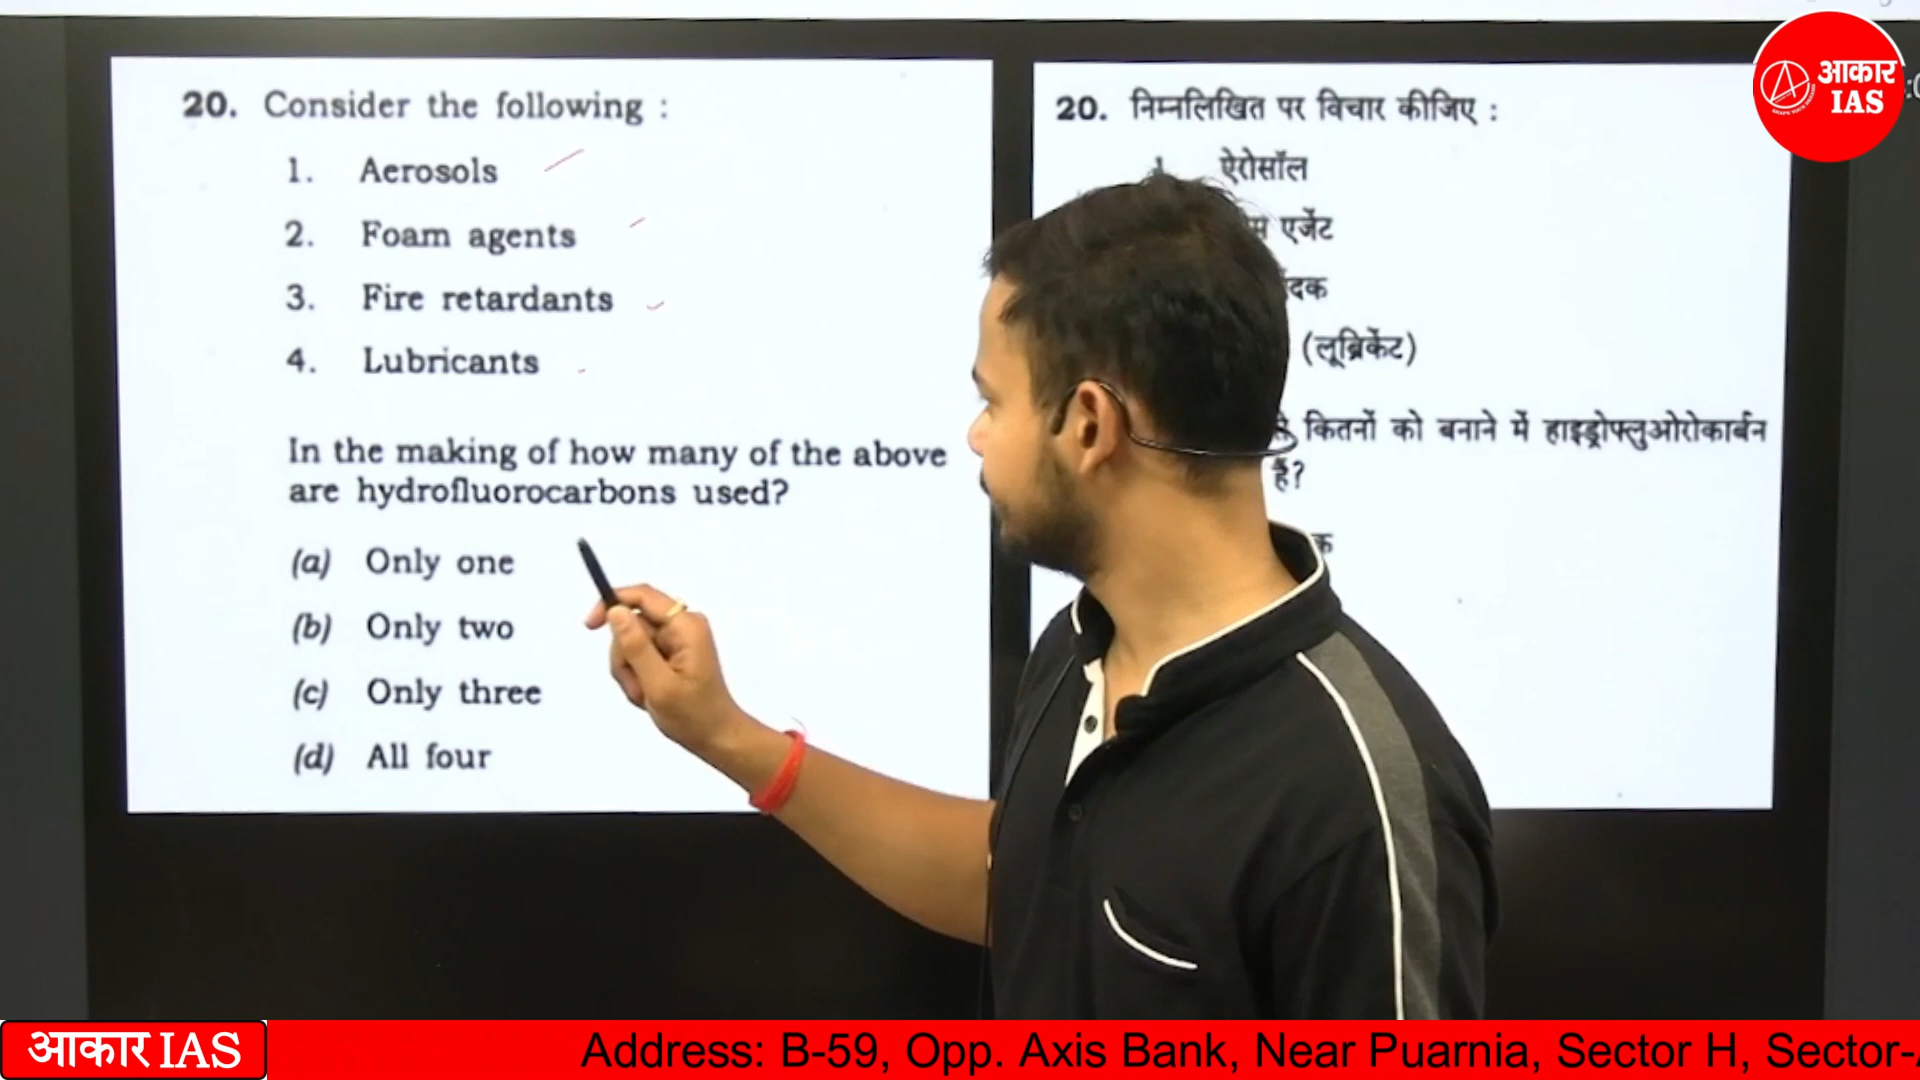 20. Consider the following :
1. Aerosols
2. Foam agents
3. Fire retardants
4. Lubricants
In the making of how many of the above
are hydrofluorocarbons used?
(a) Only one
(b) Only two
(c) Only three
(d) All four
20. निम्नलिखित पर विचार कीजिए :
ऐरोसॉल
एजेंट
(लूब्रिकेंट)
कितनों को बनाने में हाइड्रोफ्लुओरोकार्बन
हैं?
आकार
IAS
आकार IAS
Address: B-59, Opp. Axis Bank, Near Puarnia, Sector H, Sector-